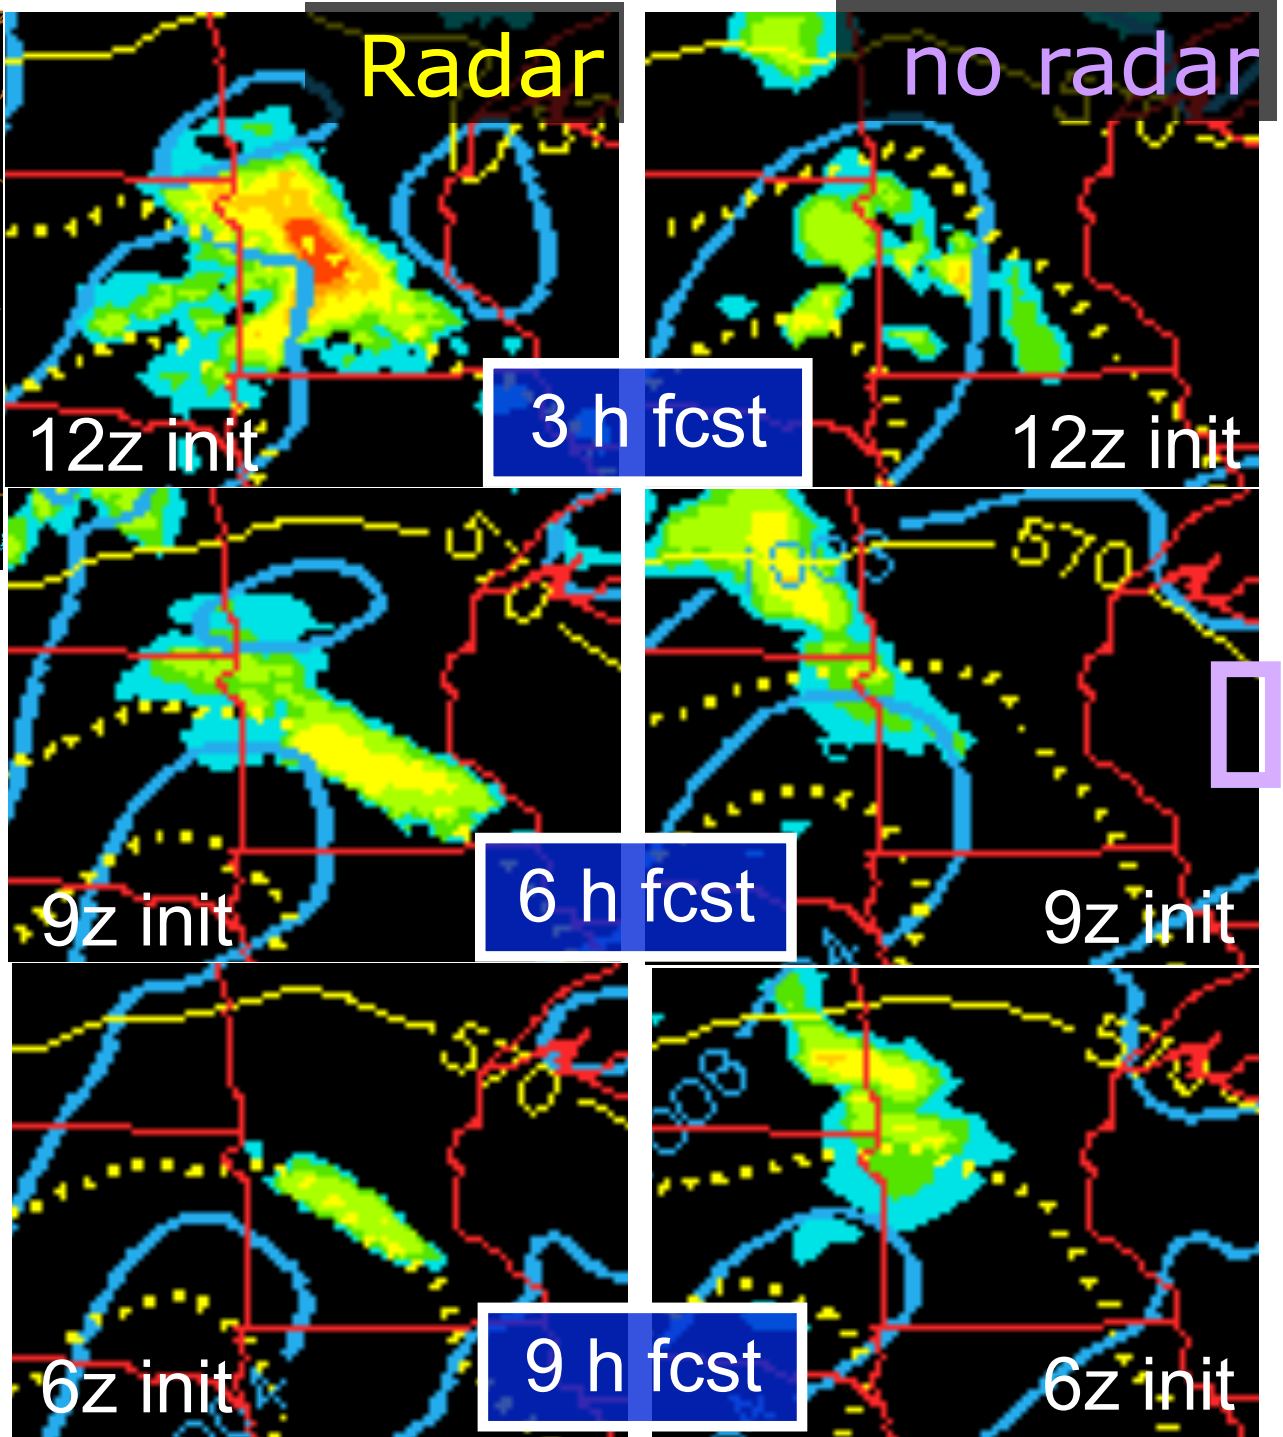 Radar
no radar
12z init
3 h fcst
12z init
570
9z init
6 h fcst
9z init
6z init
9 h fcst
6z init